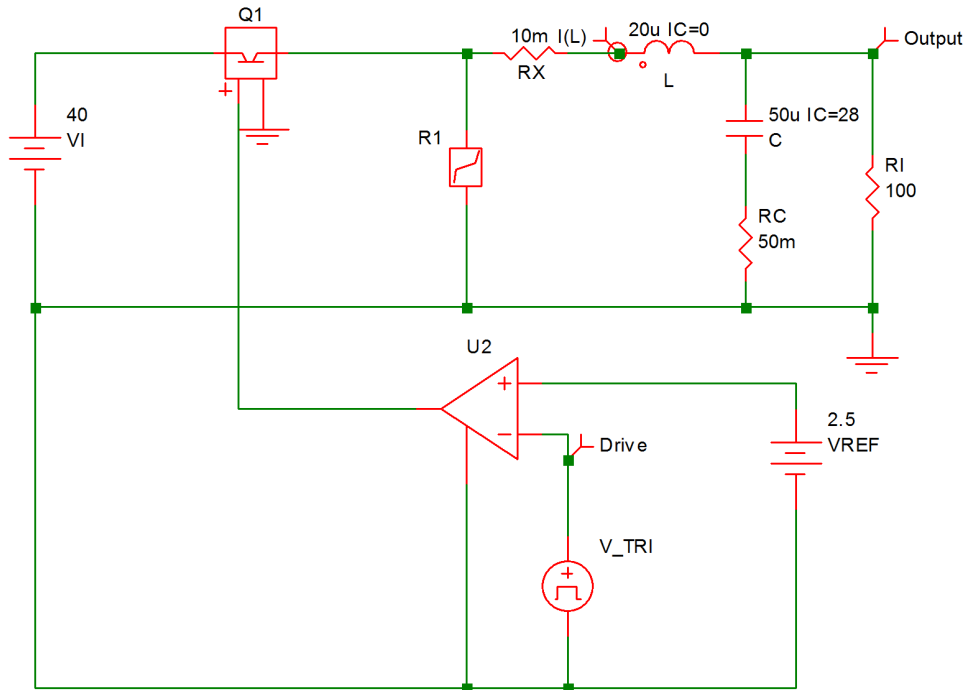 Q1
40
VI
10m I(L)
RX
20u IC=0
L
Output
R1
50u IC=28
C
RC
50m
RI
100
U2
2.5
VREF
Drive
V_TRI